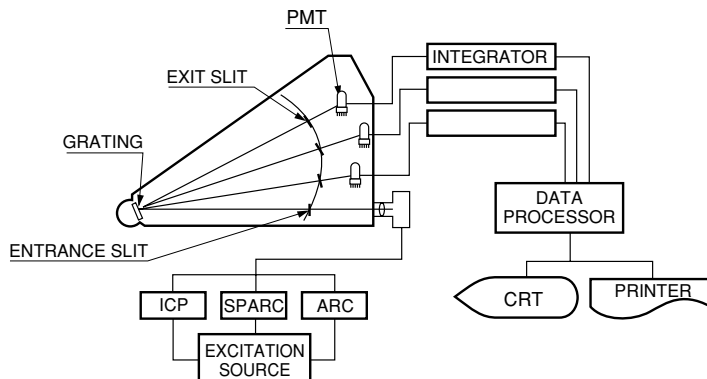 PMT
INTEGRATOR
EXIT SLIT
GRATING
DATA
PROCESSOR
ENTRANCE SLIT
ICP
SPARC
ARC
CRT
PRINTER
EXCITATION
SOURCE